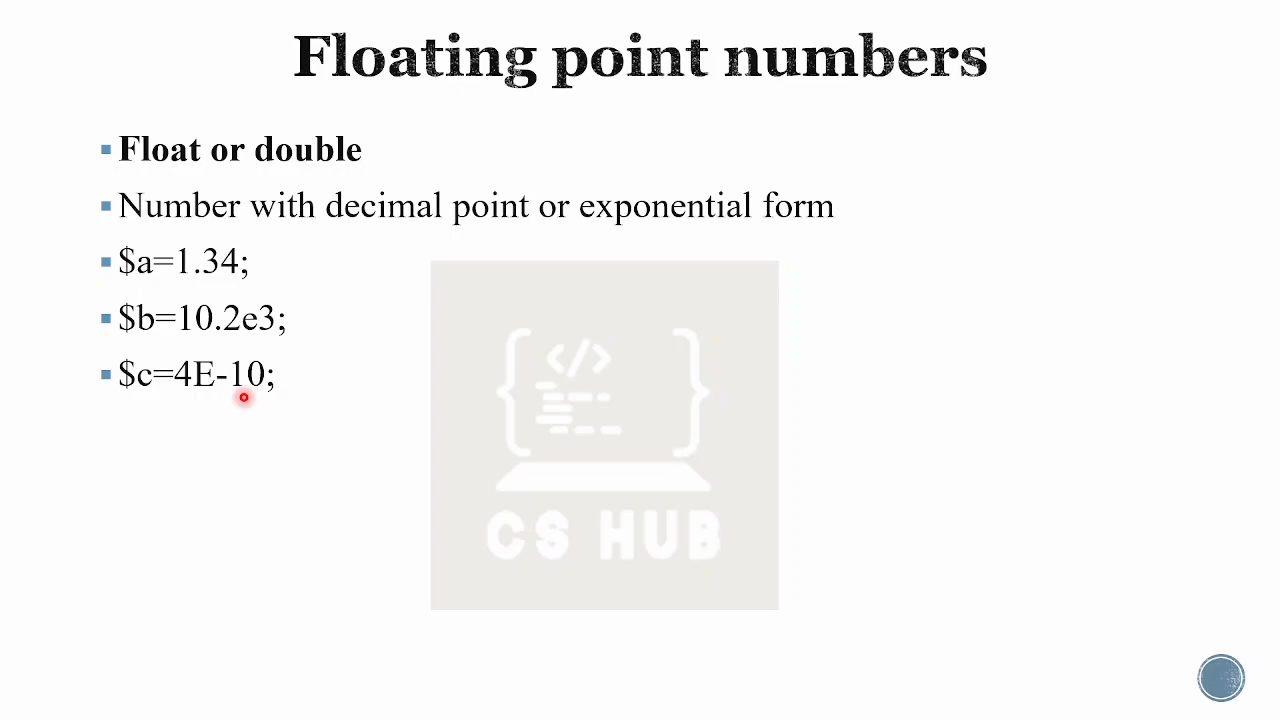 Floating point numbers
Float or double
Number with decimal point or exponential form
$a=1.34;
$b=10.2e3;
$c=4E-10;
</>
CS HUB